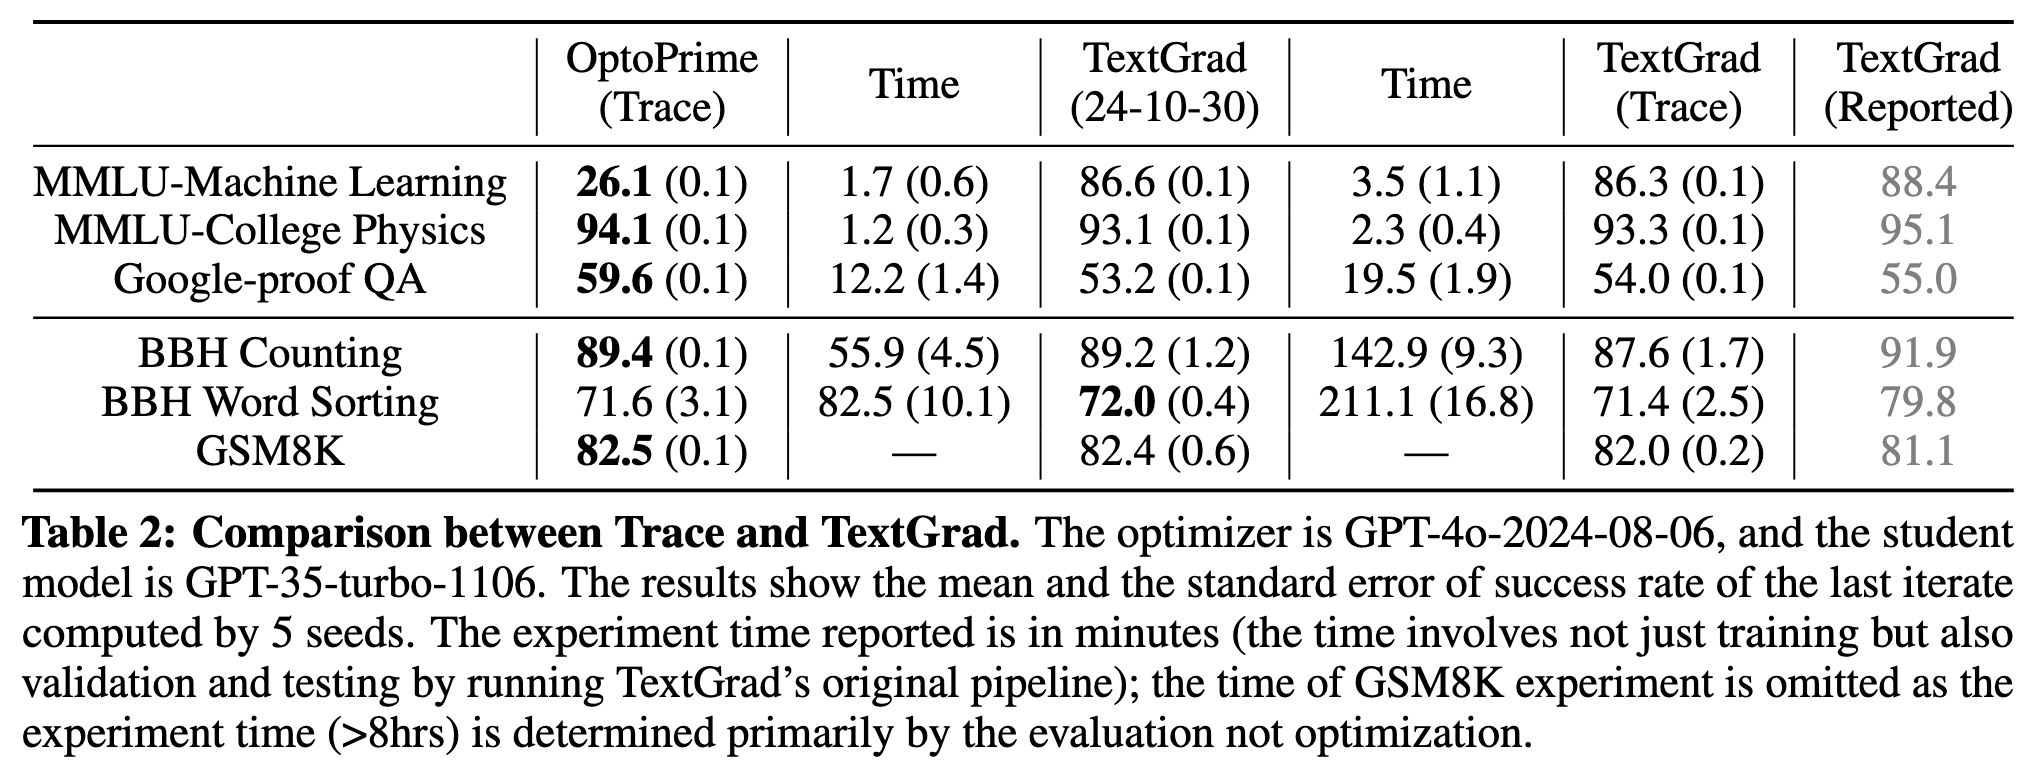 OptoPrime (Trace) | Time | TextGrad (24-10-30) | Time | TextGrad (Trace) | TextGrad (Reported)
MMLU-Machine Learning | 26.1 (0.1) | 1.7 (0.6) | 86.6 (0.1) | 3.5 (1.1) | 86.3 (0.1) | 88.4
MMLU-College Physics | 94.1 (0.1) | 1.2 (0.3) | 93.1 (0.1) | 2.3 (0.4) | 93.3 (0.1) | 95.1
Google-proof QA | 59.6 (0.1) | 12.2 (1.4) | 53.2 (0.1) | 19.5 (1.9) | 54.0 (0.1) | 55.0
BBH Counting | 89.4 (0.1) | 55.9 (4.5) | 89.2 (1.2) | 142.9 (9.3) | 87.6 (1.7) | 91.9
BBH Word Sorting | 71.6 (3.1) | 82.5 (10.1) | 72.0 (0.4) | 211.1 (16.8) | 71.4 (2.5) | 79.8
GSM8K | 82.5 (0.1) | — | 82.4 (0.6) | — | 82.0 (0.2) | 81.1
Table 2: Comparison between Trace and TextGrad. The optimizer is GPT-4o-2024-08-06, and the student
model is GPT-35-turbo-1106. The results show the mean and the standard error of success rate of the last iterate
computed by 5 seeds. The experiment time reported is in minutes (the time involves not just training but also
validation and testing by running TextGrad's original pipeline); the time of GSM8K experiment is omitted as the
experiment time (>8hrs) is determined primarily by the evaluation not optimization.